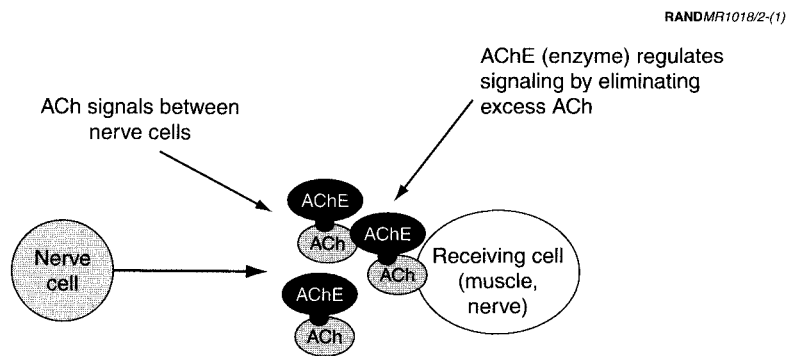 RANDMR1018/2-(1)
AChE (enzyme) regulates
signaling by eliminating
excess ACh
ACh signals between
nerve cells
AChE
ACh
AChE
ACh
Nerve
cell
Receiving cell
(muscle,
nerve)
AChE
ACh